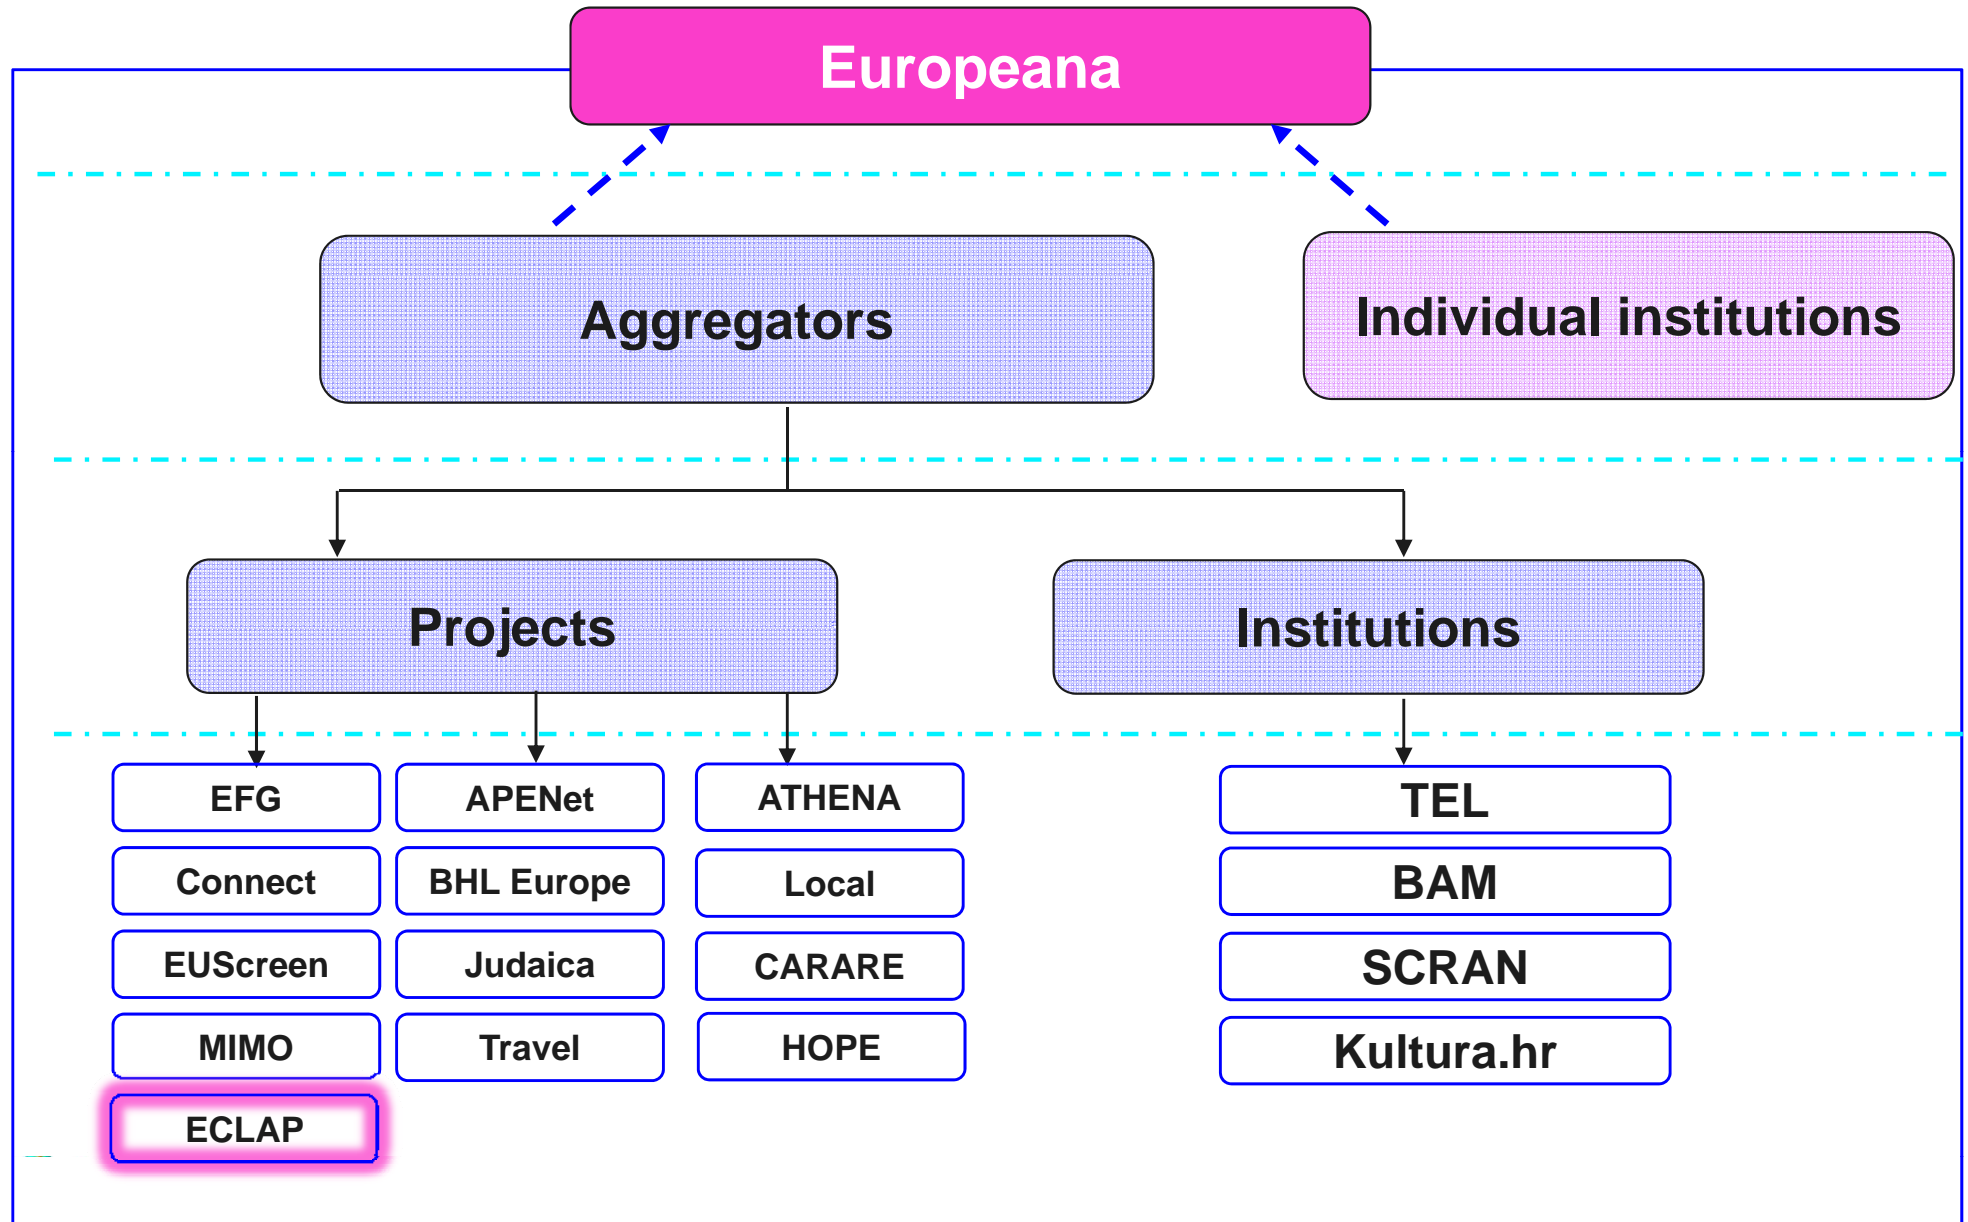 Europeana
Aggregators
Individual institutions
Projects
Institutions
EFG
APENet
ATHENA
TEL
Connect
BHL Europe
Local
BAM
EUScreen
Judaica
CARARE
SCRAN
MIMO
Travel
HOPE
Kultura.hr
ECLAP